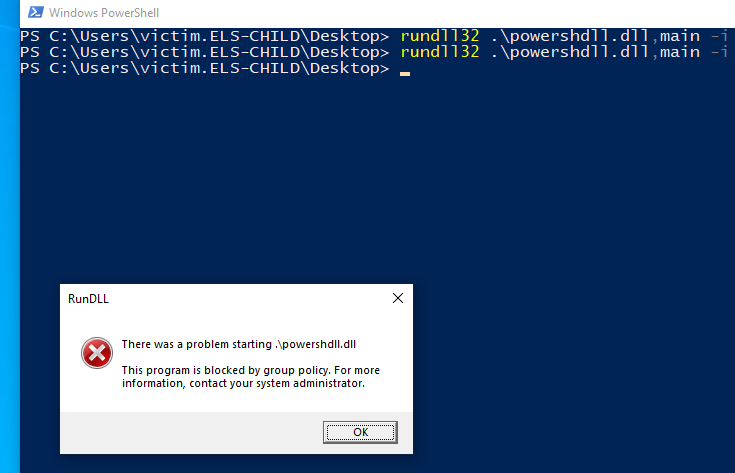 Windows PowerShell
PS C:\Users\victim.ELS-CHILD\Desktop> rundll32 .\powershdll.dll,main -i
PS C:\Users\victim.ELS-CHILD\Desktop> rundll32 .\powershdll.dll,main -i
PS C:\Users\victim.ELS-CHILD\Desktop>
RunDLL
There was a problem starting .\powershdll.dll
This program is blocked by group policy. For more
information, contact your system administrator.
OK